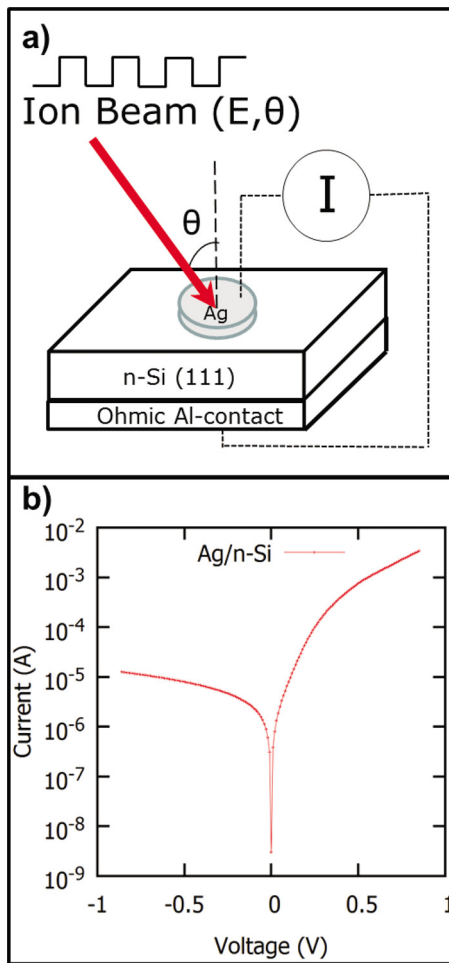 a)
Ion Beam (E,θ)
θ
I
Ag
n-Si (111)
Ohmic Al-contact
b)
10⁻²
Ag/n-Si
10⁻³
10⁻⁴
10⁻⁵
10⁻⁶
10⁻⁷
10⁻⁸
10⁻⁹
Current (A)
-1 -0.5 0 0.5 1
Voltage (V)